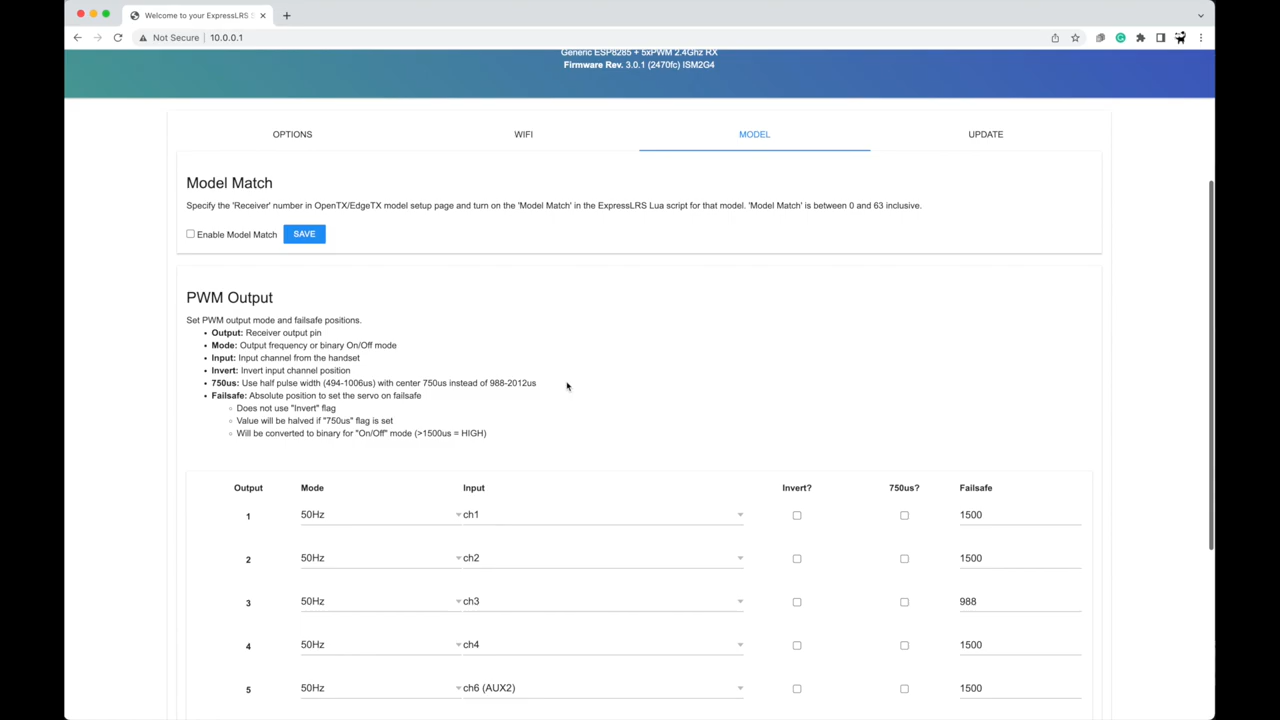 Welcome to your ExpressLRS S
Not Secure
10.0.0.1
Generic ESP8285 + 5xPWM 2.4Ghz RX
Firmware Rev. 3.0.1 (2470fc) ISM2G4
OPTIONS WIFI MODEL UPDATE
Model Match
Specify the 'Receiver' number in OpenTX/EdgeTX model setup page and turn on the 'Model Match' in the ExpressLRS Lua script for that model. 'Model Match' is between 0 and 63 inclusive.
Enable Model Match SAVE
PWM Output
Set PWM output mode and failsafe positions.
Output: Receiver output pin
Mode: Output frequency or binary On/Off mode
Input: Input channel from the handset
Invert: Invert input channel position
750us: Use half pulse width (494-1006us) with center 750us instead of 988-2012us
Failsafe: Absolute position to set the servo on failsafe
Does not use "Invert" flag
Value will be halved if "750us" flag is set
Will be converted to binary for "On/Off" mode (>1500us = HIGH)
Output Mode Input Invert? 750us? Failsafe
1 50Hz ch1 1500
2 50Hz ch2 1500
3 50Hz ch3 988
4 50Hz ch4 1500
5 50Hz ch6 (AUX2) 1500